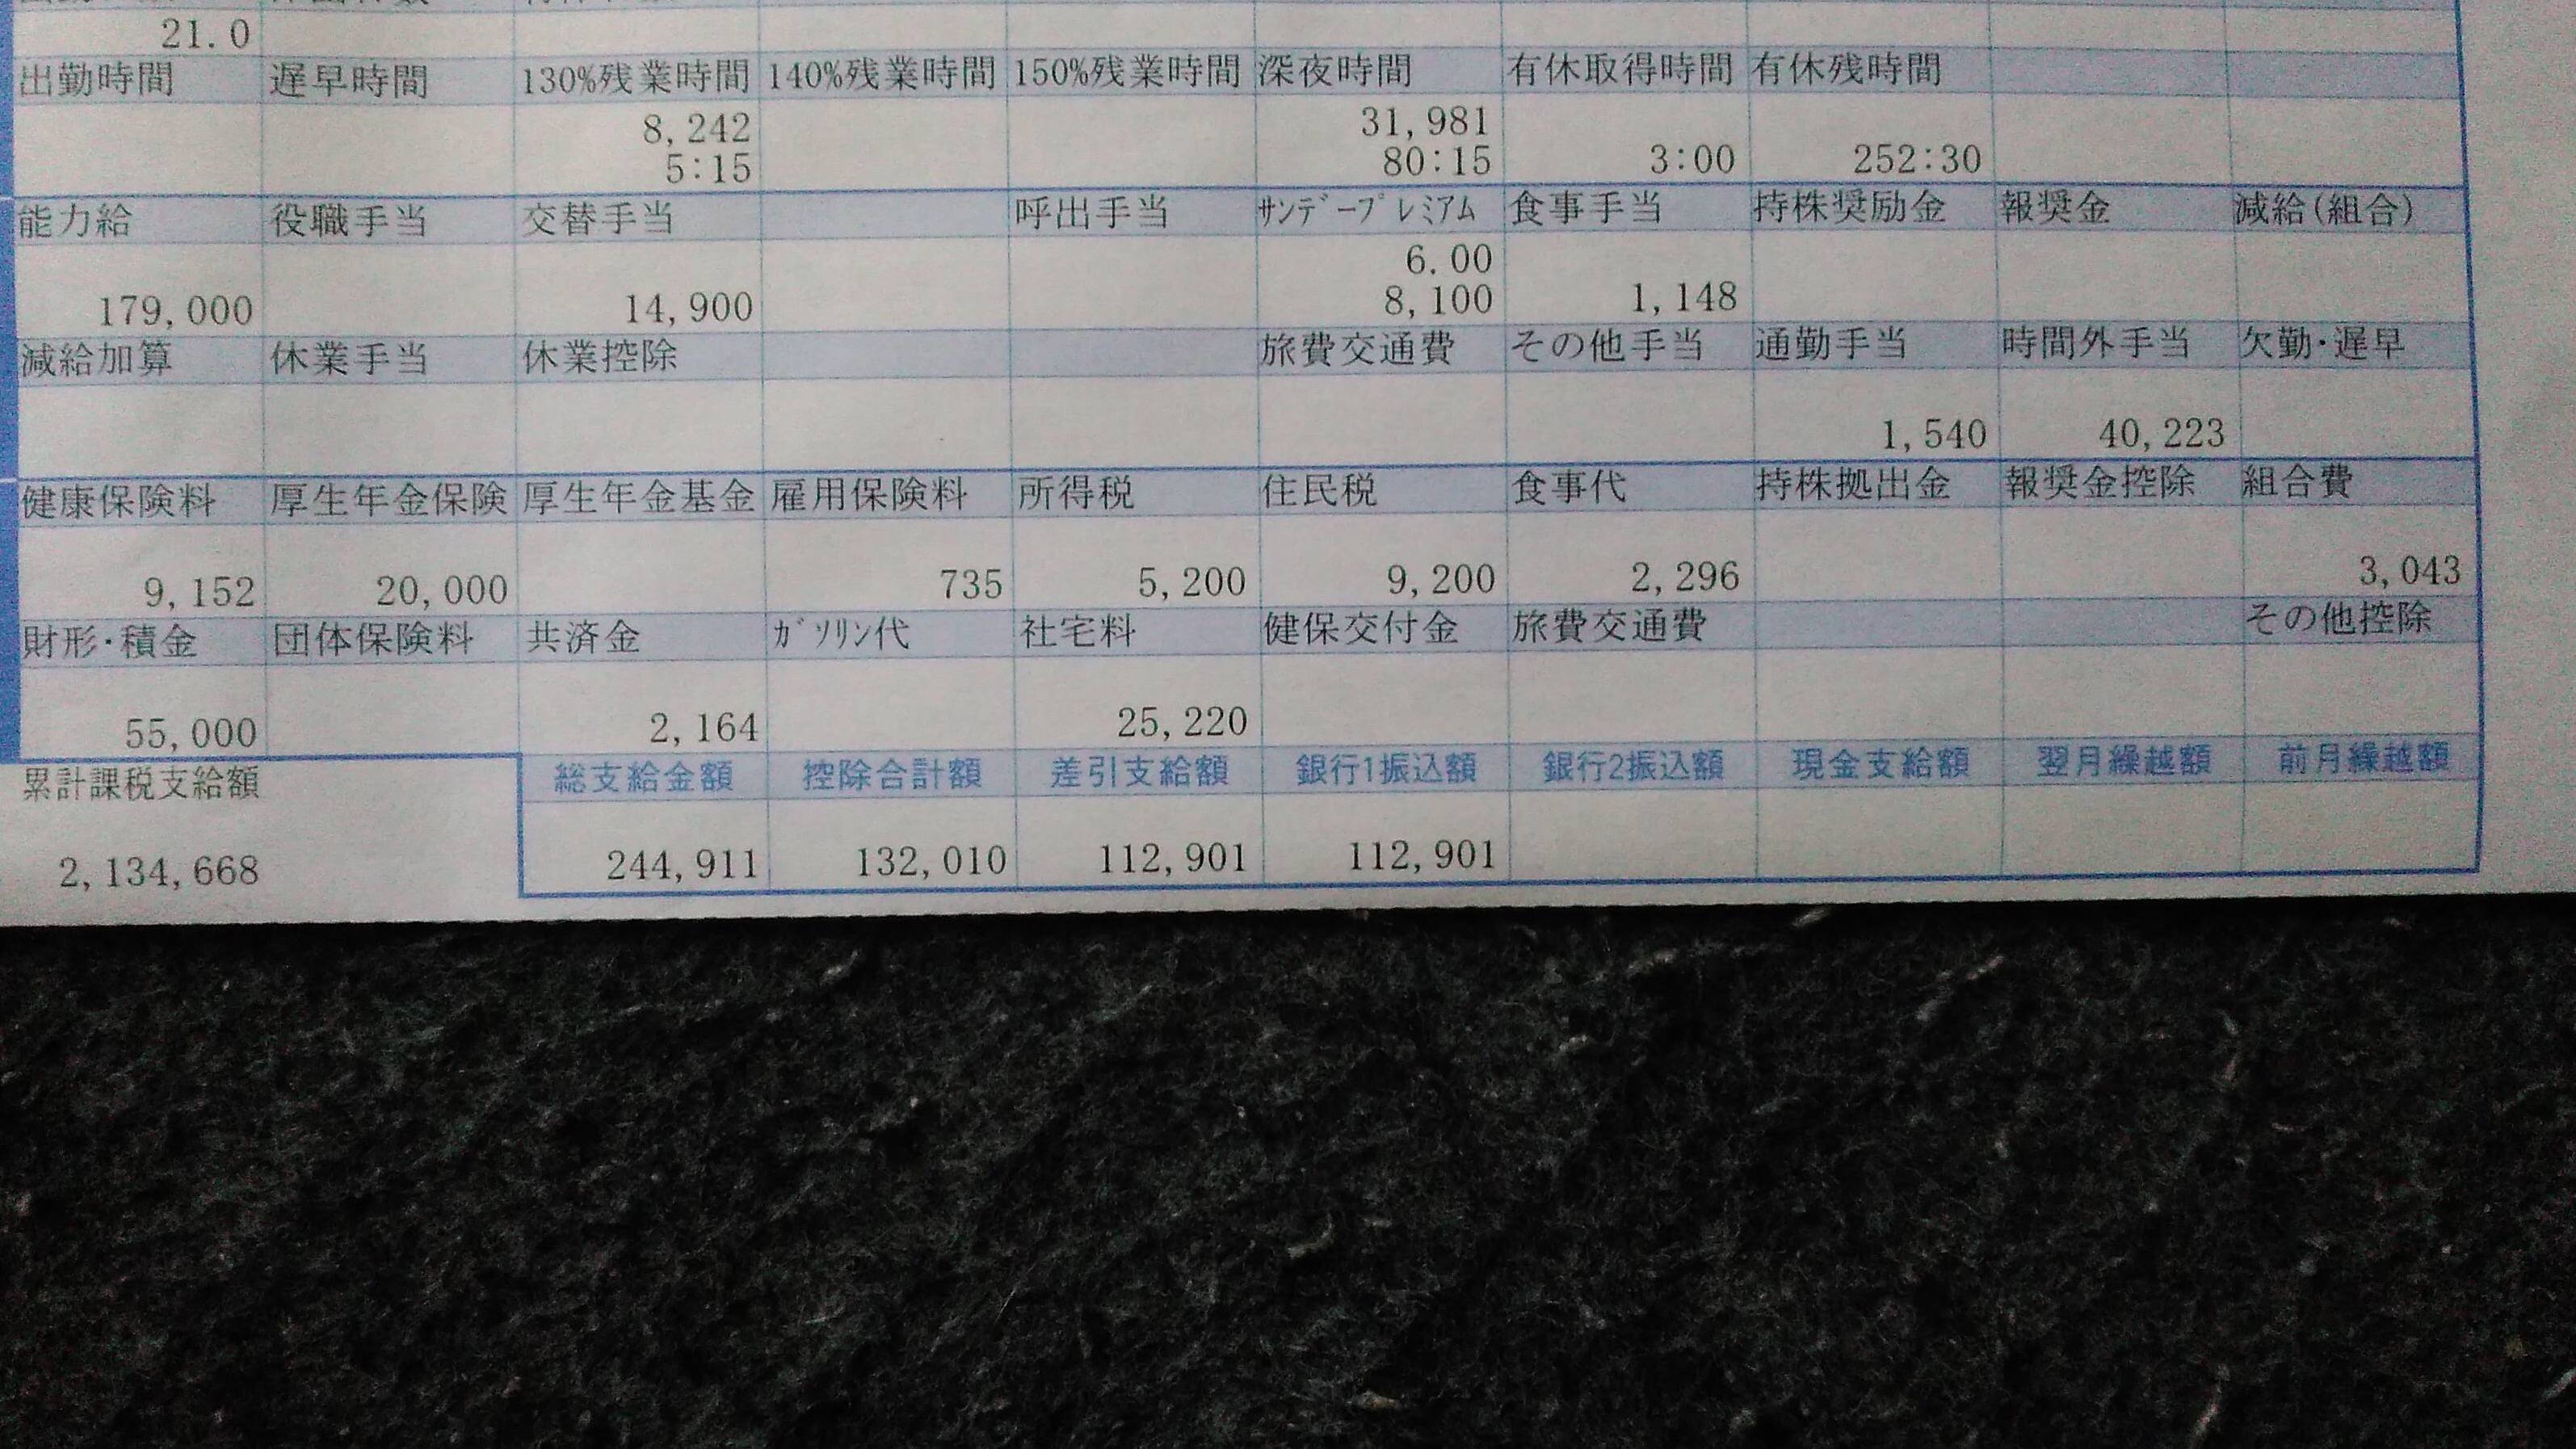 21.0
出勤時間 遅早時間 130%残業時間 140%残業時間 150%残業時間 深夜時間 有休取得時間 有休残時間
8,242 31,981
5:15 80:15 3:00 252:30
能力給 役職手当 交替手当 呼出手当 ｻﾝﾃﾞｰﾌﾟﾚﾐｱﾑ 食事手当 持株奨励金 報奨金 減給(組合)
6.00
179,000 14,900 8,100 1,148
減給加算 休業手当 休業控除 旅費交通費 その他手当 通勤手当 時間外手当 欠勤･遅早
1,540 40,223
健康保険料 厚生年金保険 厚生年金基金 雇用保険料 所得税 住民税 食事代 持株拠出金 報奨金控除 組合費
9,152 20,000 735 5,200 9,200 2,296 3,043
財形･積金 団体保険料 共済金 ｶﾞｿﾘﾝ代 社宅料 健保交付金 旅費交通費 その他控除
55,000 2,164 25,220
累計課税支給額 総支給金額 控除合計額 差引支給額 銀行1振込額 銀行2振込額 現金支給額 翌月繰越額 前月繰越額
2,134,668 244,911 132,010 112,901 112,901